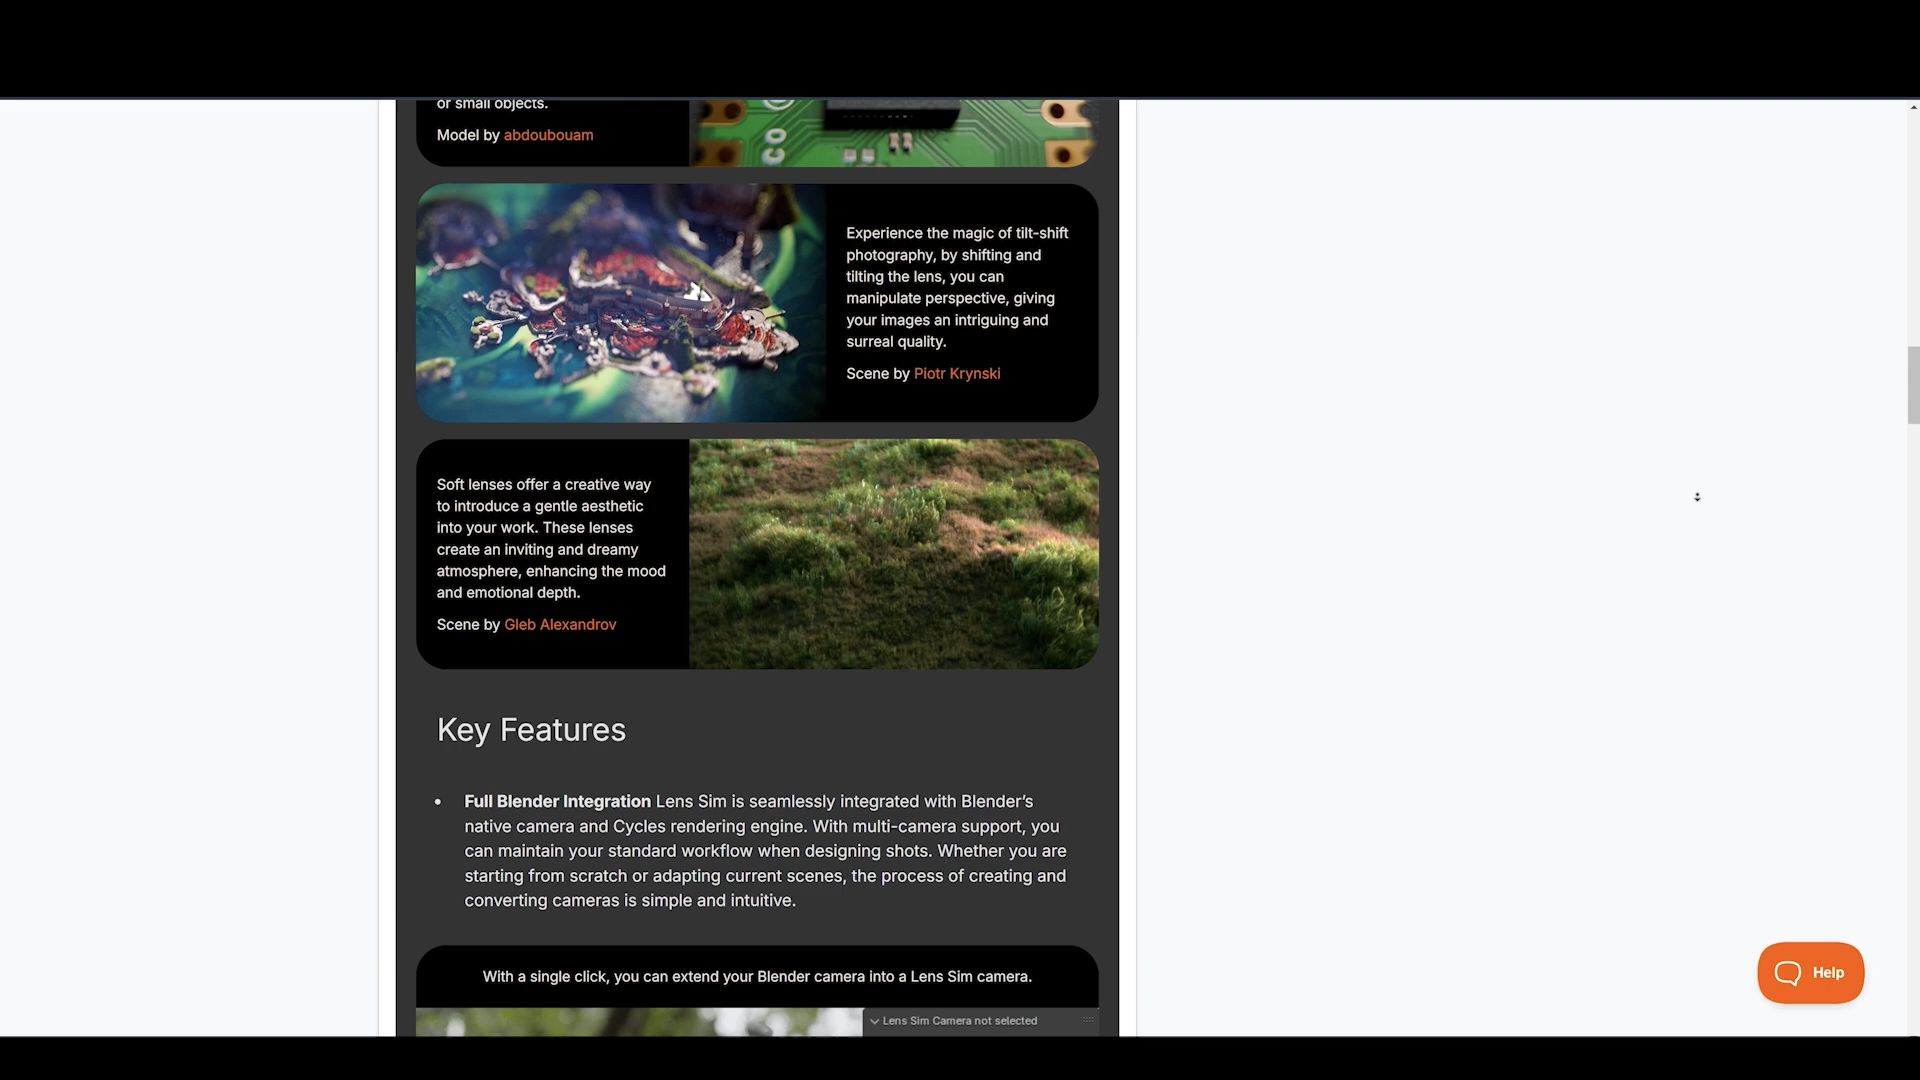 or small objects.
Model by abdoubouam
Experience the magic of tilt-shift
photography, by shifting and
tilting the lens, you can
manipulate perspective, giving
your images an intriguing and
surreal quality.
Scene by Piotr Krynski
Soft lenses offer a creative way
to introduce a gentle aesthetic
into your work. These lenses
create an inviting and dreamy
atmosphere, enhancing the mood
and emotional depth.
Scene by Gleb Alexandrov
Key Features
• Full Blender Integration Lens Sim is seamlessly integrated with Blender’s
native camera and Cycles rendering engine. With multi-camera support, you
can maintain your standard workflow when designing shots. Whether you are
starting from scratch or adapting current scenes, the process of creating and
converting cameras is simple and intuitive.
With a single click, you can extend your Blender camera into a Lens Sim camera.
Lens Sim Camera not selected
Help